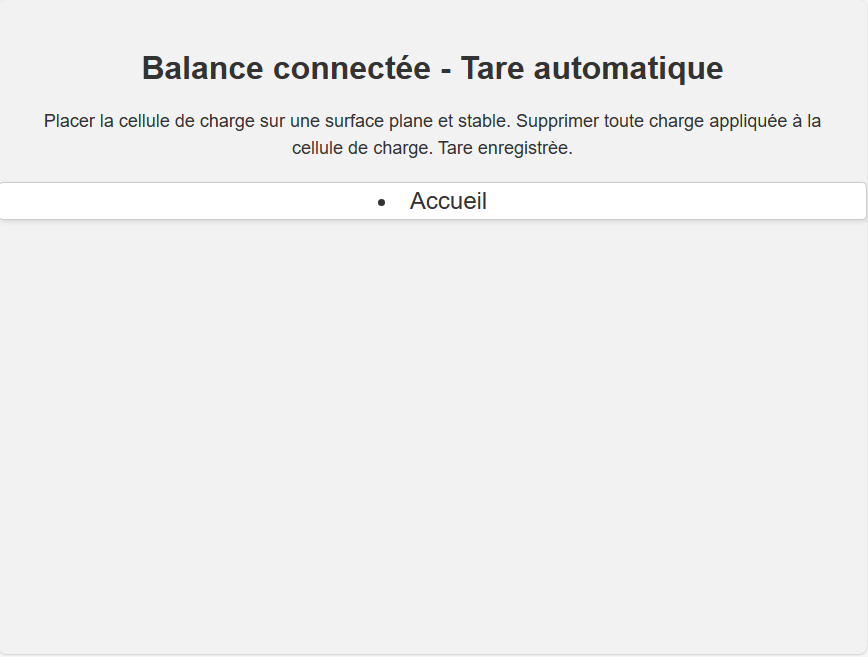 Balance connectée - Tare automatique
Placer la cellule de charge sur une surface plane et stable. Supprimer toute charge appliquée à la
cellule de charge. Tare enregistrèe.
• Accueil